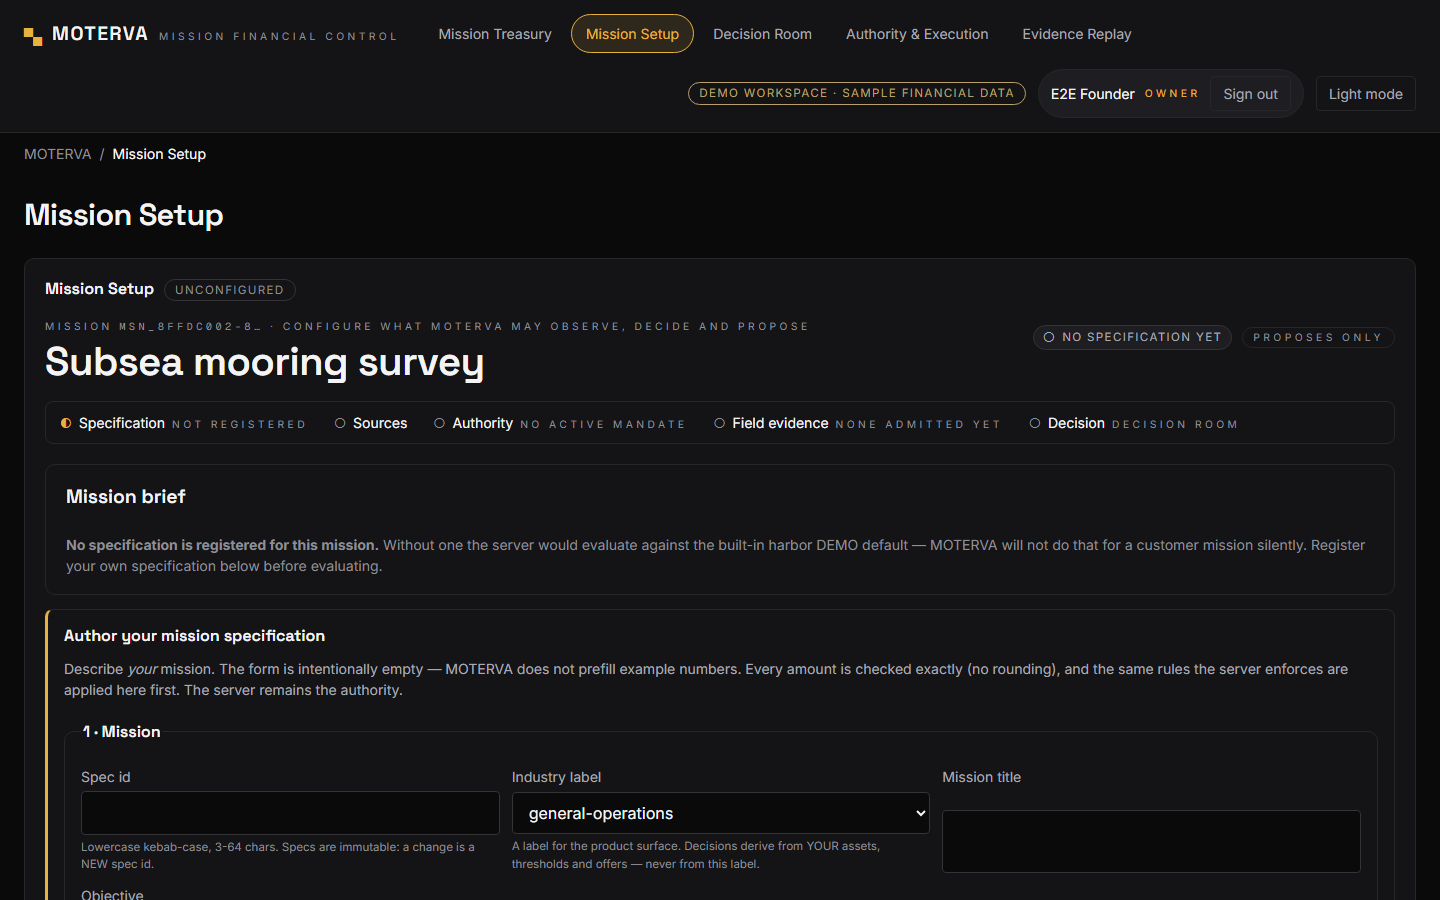 MOTERVA MISSION FINANCIAL CONTROL Mission Treasury Mission Setup Decision Room Authority & Execution Evidence Replay
DEMO WORKSPACE · SAMPLE FINANCIAL DATA E2E Founder OWNER Sign out Light mode
MOTERVA / Mission Setup
Mission Setup
Mission Setup UNCONFIGURED
MISSION MSN_8FFDC002-8… · CONFIGURE WHAT MOTERVA MAY OBSERVE, DECIDE AND PROPOSE
NO SPECIFICATION YET PROPOSES ONLY
Subsea mooring survey
Specification NOT REGISTERED Sources Authority NO ACTIVE MANDATE Field evidence NONE ADMITTED YET Decision DECISION ROOM
Mission brief
No specification is registered for this mission. Without one the server would evaluate against the built-in harbor DEMO default — MOTERVA will not do that for a customer mission silently. Register
your own specification below before evaluating.
Author your mission specification
Describe your mission. The form is intentionally empty — MOTERVA does not prefill example numbers. Every amount is checked exactly (no rounding), and the same rules the server enforces are
applied here first. The server remains the authority.
1 · Mission
Spec id Industry label Mission title
general-operations
Lowercase kebab-case, 3-64 chars. Specs are immutable: a change is a
NEW spec id.
A label for the product surface. Decisions derive from YOUR assets,
thresholds and offers — never from this label.
Objective